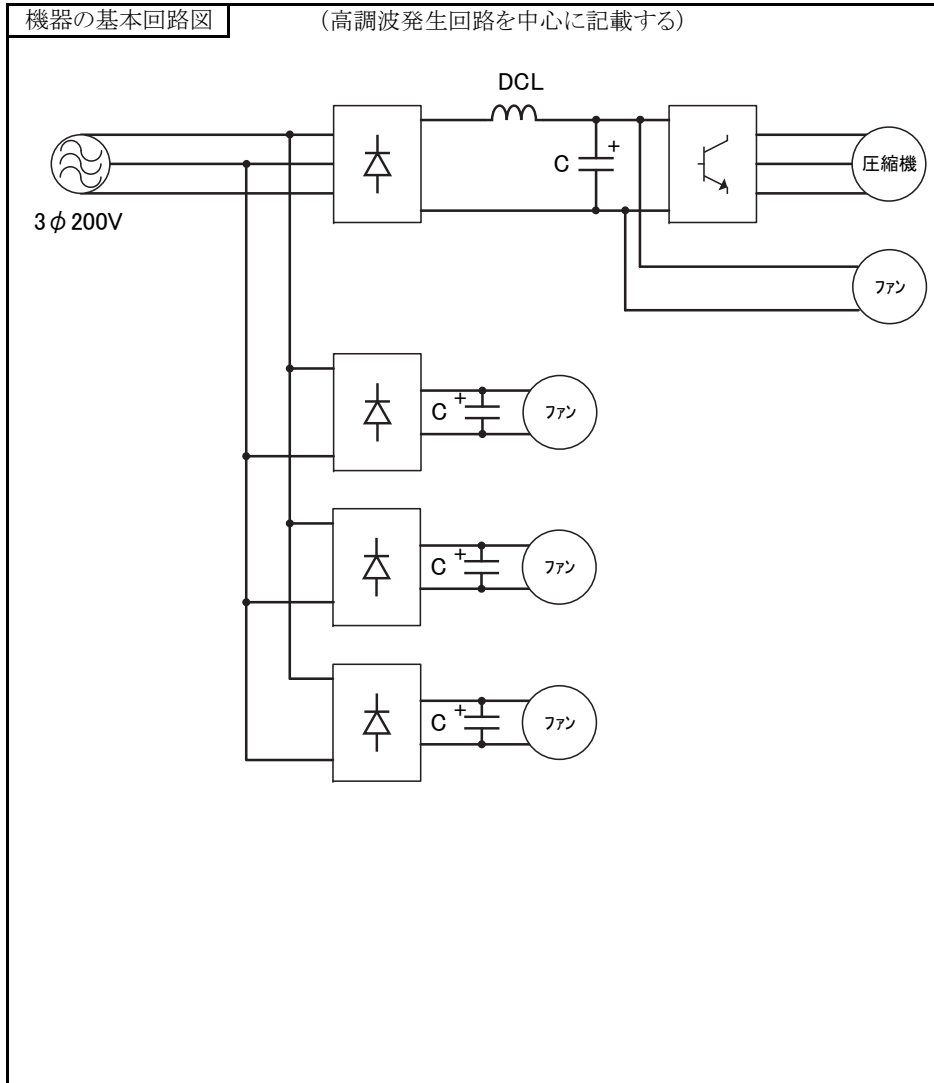 機器の基本回路図 (高調波発生回路を中心に記載する)
DCL
C +
圧縮機
3φ200V
ファン
C + ファン
C + ファン
C + ファン